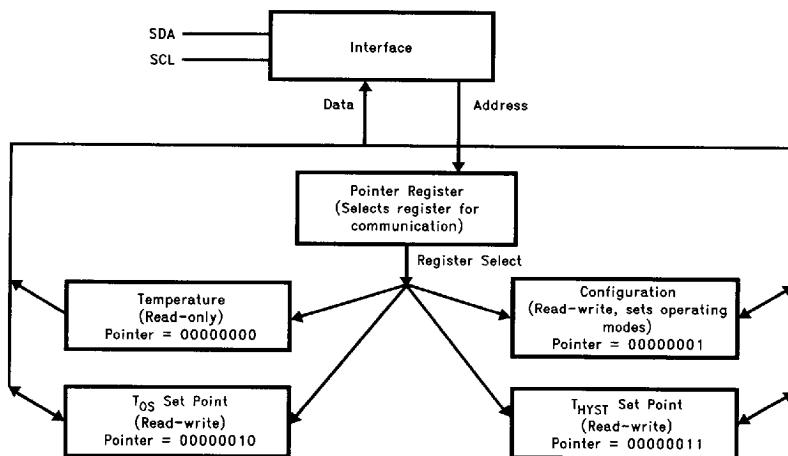 SDA
SCL
Interface
Data
Address
Pointer Register
(Selects register for
communication)
Register Select
Temperature
(Read-only)
Pointer = 00000000
Configuration
(Read-write, sets operating
modes)
Pointer = 00000001
TOS Set Point
(Read-write)
Pointer = 00000010
THYST Set Point
(Read-write)
Pointer = 00000011